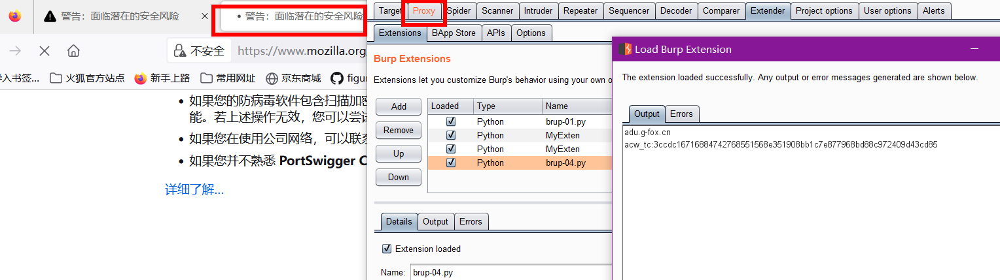 警告：面临潜在的安全风险
• 警告：面临潜在的安全风险
不安全
https://www.mozilla.org
导入书签...
火狐官方站点
新手上路
常用网址
京东商城
figu
• 如果您的防病毒软件包含扫描加密
能。若上述操作无效，您可以尝试
• 如果您在使用公司网络，可以联系
• 如果您并不熟悉 PortSwigger C
详细了解...
Target Proxy Spider Scanner Intruder Repeater Sequencer Decoder Comparer Extender Project options User options Alerts
Extensions BApp Store APIs Options
Burp Extensions
Extensions let you customize Burp's behavior using your own o
Add
Remove
Up
Down
Loaded Type Name
Python brup-01.py
Python MyExten
Python MyExten
Python brup-04.py
Details Output Errors
Extension loaded
Name: brup-04.py
Load Burp Extension
The extension loaded successfully. Any output or error messages generated are shown below.
Output Errors
adu.g-fox.cn
acw_tc:3ccdc16716884742768551568e351908bb1c7e877968bd88c972409d43cd85